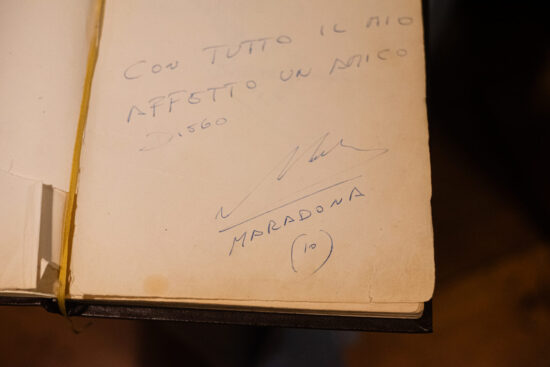 CON TUTTO IL MIO
AFFETTO UN AMICO
DIEGO
MARADONA
(10)